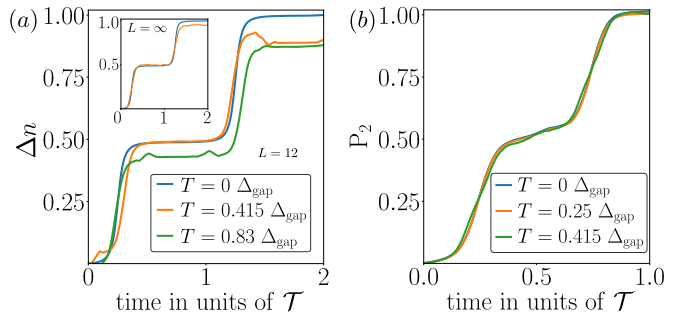 (a)
1.00
0.75
0.50
0.25
Δn
1.0
0.5
L = ∞
0 1 2
L = 12
T = 0 Δgap
T = 0.415 Δgap
T = 0.83 Δgap
0 1 2
time in units of 𝒯
(b)
1.00
0.75
0.50
0.25
P₂
T = 0 Δgap
T = 0.25 Δgap
T = 0.415 Δgap
0.0 0.5 1.0
time in units of 𝒯